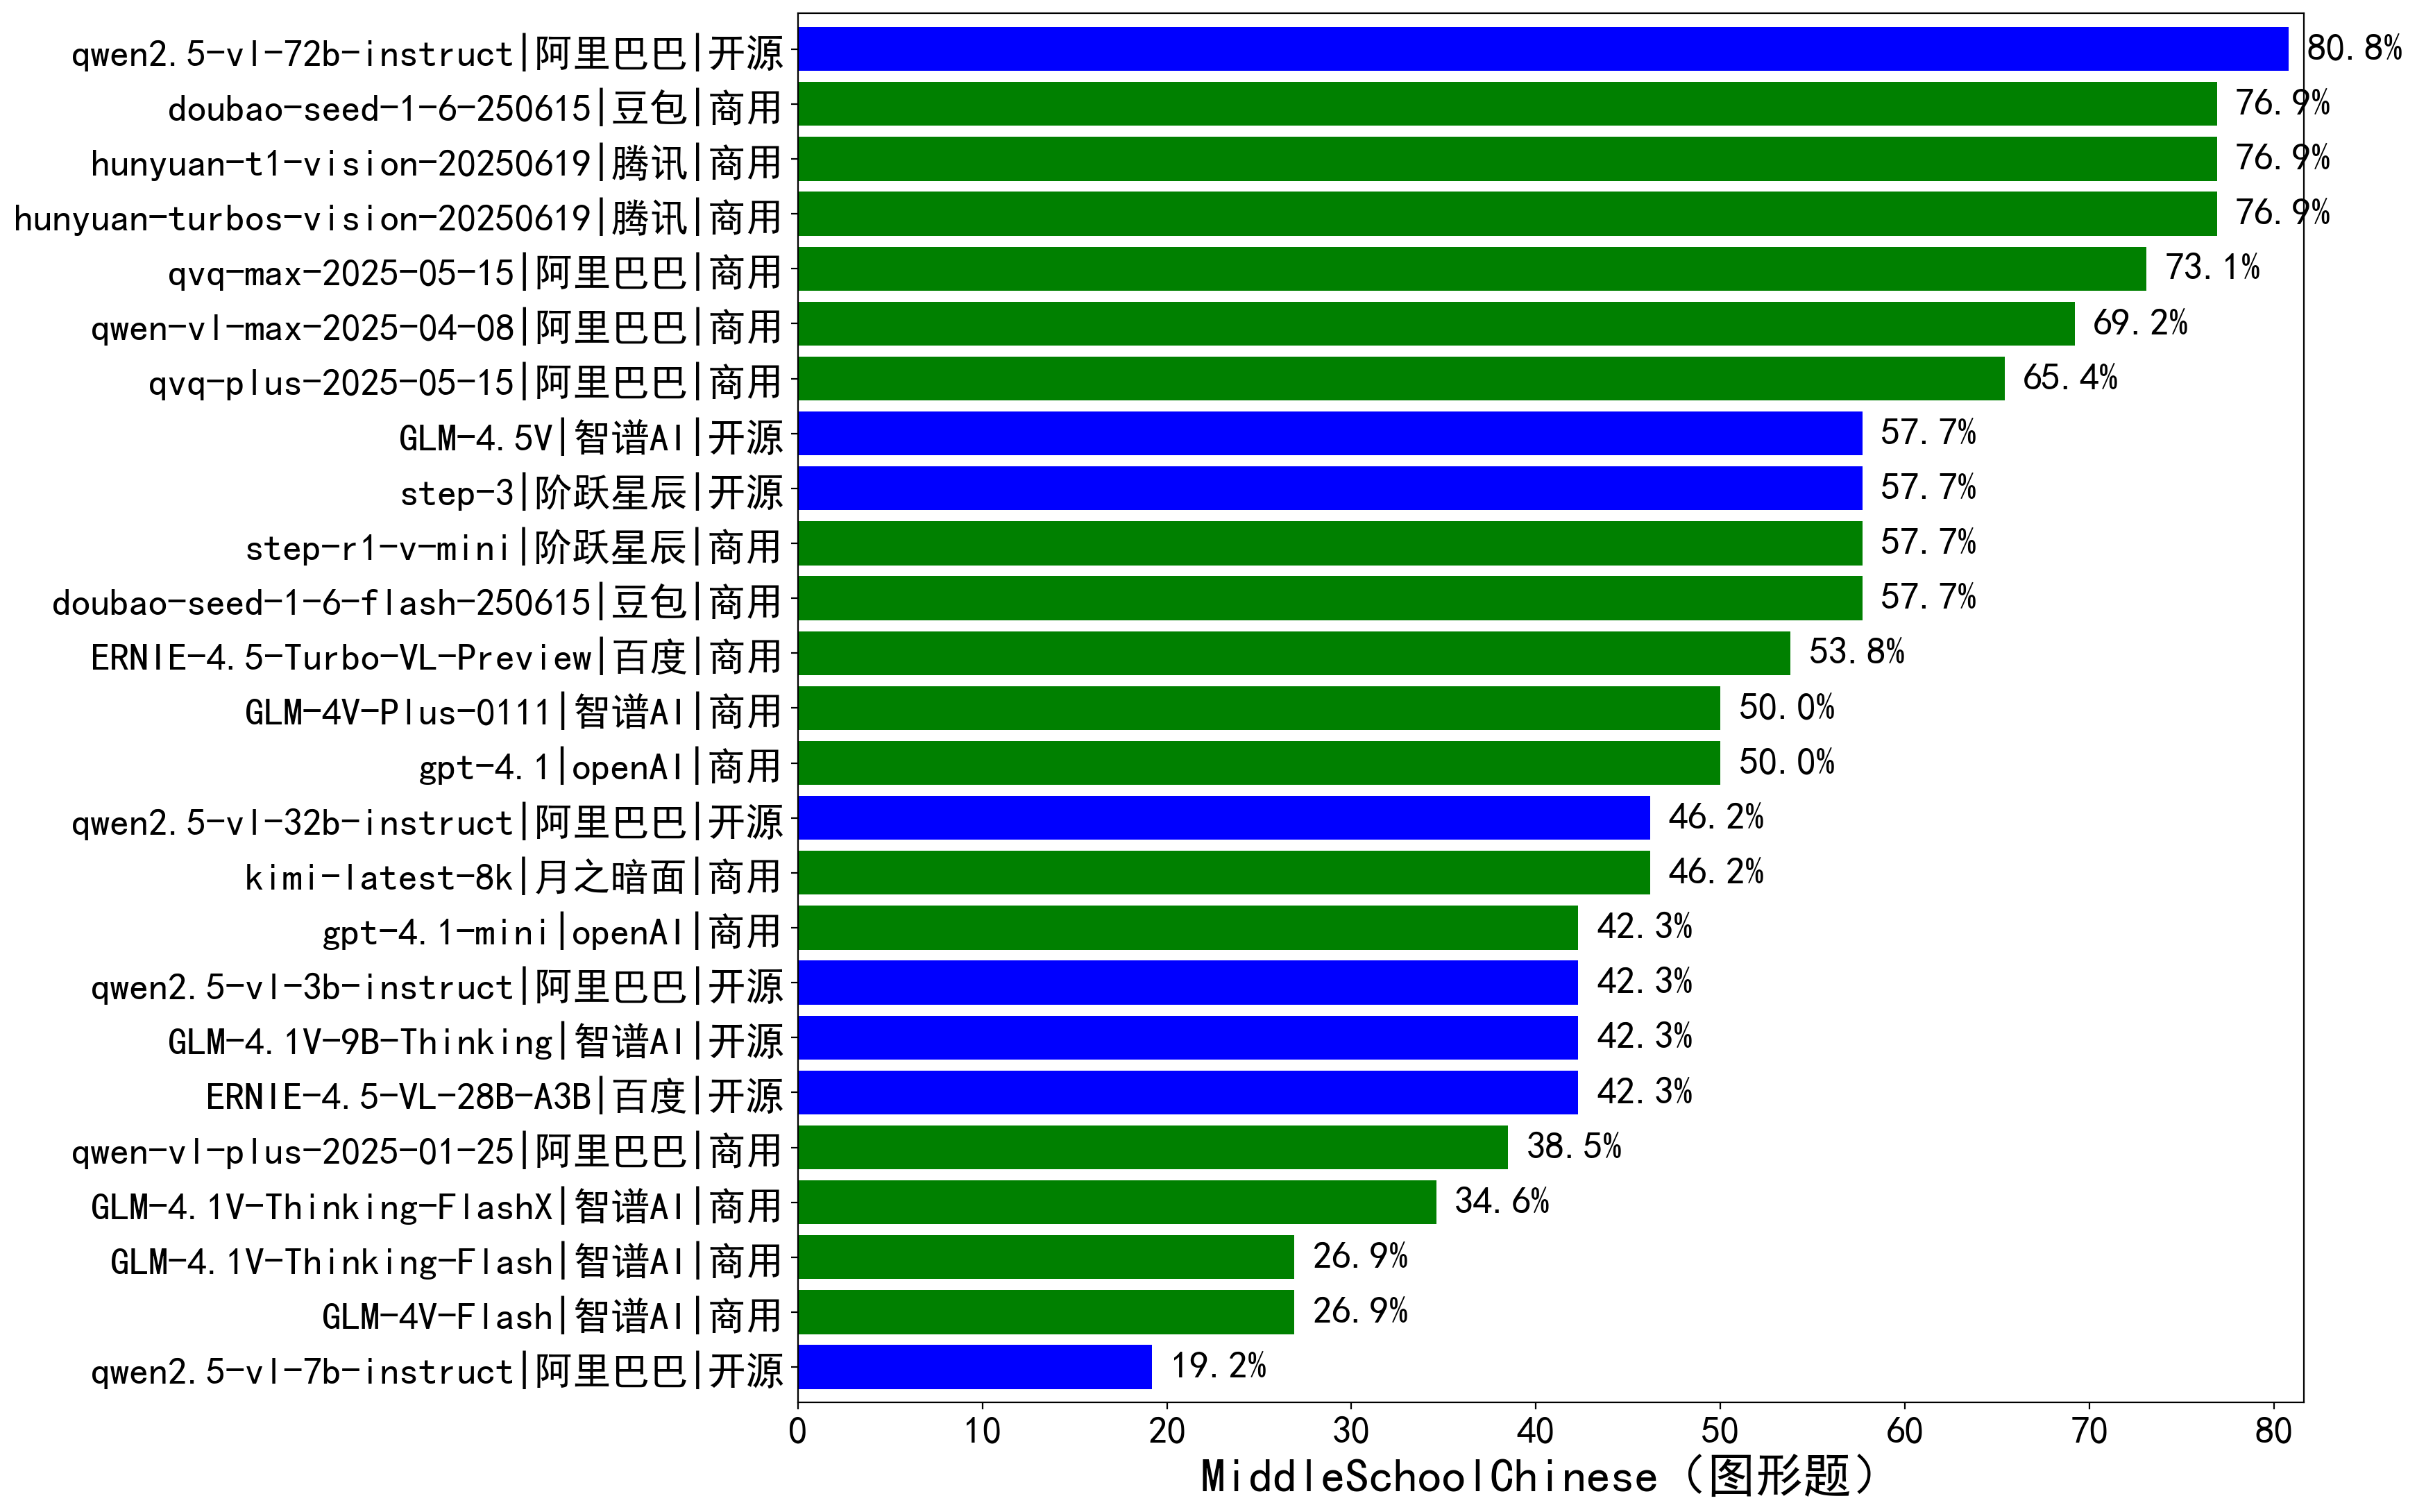 qwen2.5-vl-72b-instruct|阿里巴巴|开源 80.8%
doubao-seed-1-6-250615|豆包|商用 76.9%
hunyuan-t1-vision-20250619|腾讯|商用 76.9%
hunyuan-turbos-vision-20250619|腾讯|商用 76.9%
qvq-max-2025-05-15|阿里巴巴|商用 73.1%
qwen-vl-max-2025-04-08|阿里巴巴|商用 69.2%
qvq-plus-2025-05-15|阿里巴巴|商用 65.4%
GLM-4.5V|智谱AI|开源 57.7%
step-3|阶跃星辰|开源 57.7%
step-r1-v-mini|阶跃星辰|商用 57.7%
doubao-seed-1-6-flash-250615|豆包|商用 57.7%
ERNIE-4.5-Turbo-VL-Preview|百度|商用 53.8%
GLM-4V-Plus-0111|智谱AI|商用 50.0%
gpt-4.1|openAI|商用 50.0%
qwen2.5-vl-32b-instruct|阿里巴巴|开源 46.2%
kimi-latest-8k|月之暗面|商用 46.2%
gpt-4.1-mini|openAI|商用 42.3%
qwen2.5-vl-3b-instruct|阿里巴巴|开源 42.3%
GLM-4.1V-9B-Thinking|智谱AI|开源 42.3%
ERNIE-4.5-VL-28B-A3B|百度|开源 42.3%
qwen-vl-plus-2025-01-25|阿里巴巴|商用 38.5%
GLM-4.1V-Thinking-FlashX|智谱AI|商用 34.6%
GLM-4.1V-Thinking-Flash|智谱AI|商用 26.9%
GLM-4V-Flash|智谱AI|商用 26.9%
qwen2.5-vl-7b-instruct|阿里巴巴|开源 19.2%
0 10 20 30 40 50 60 70 80
MiddleSchoolChinese（图形题）